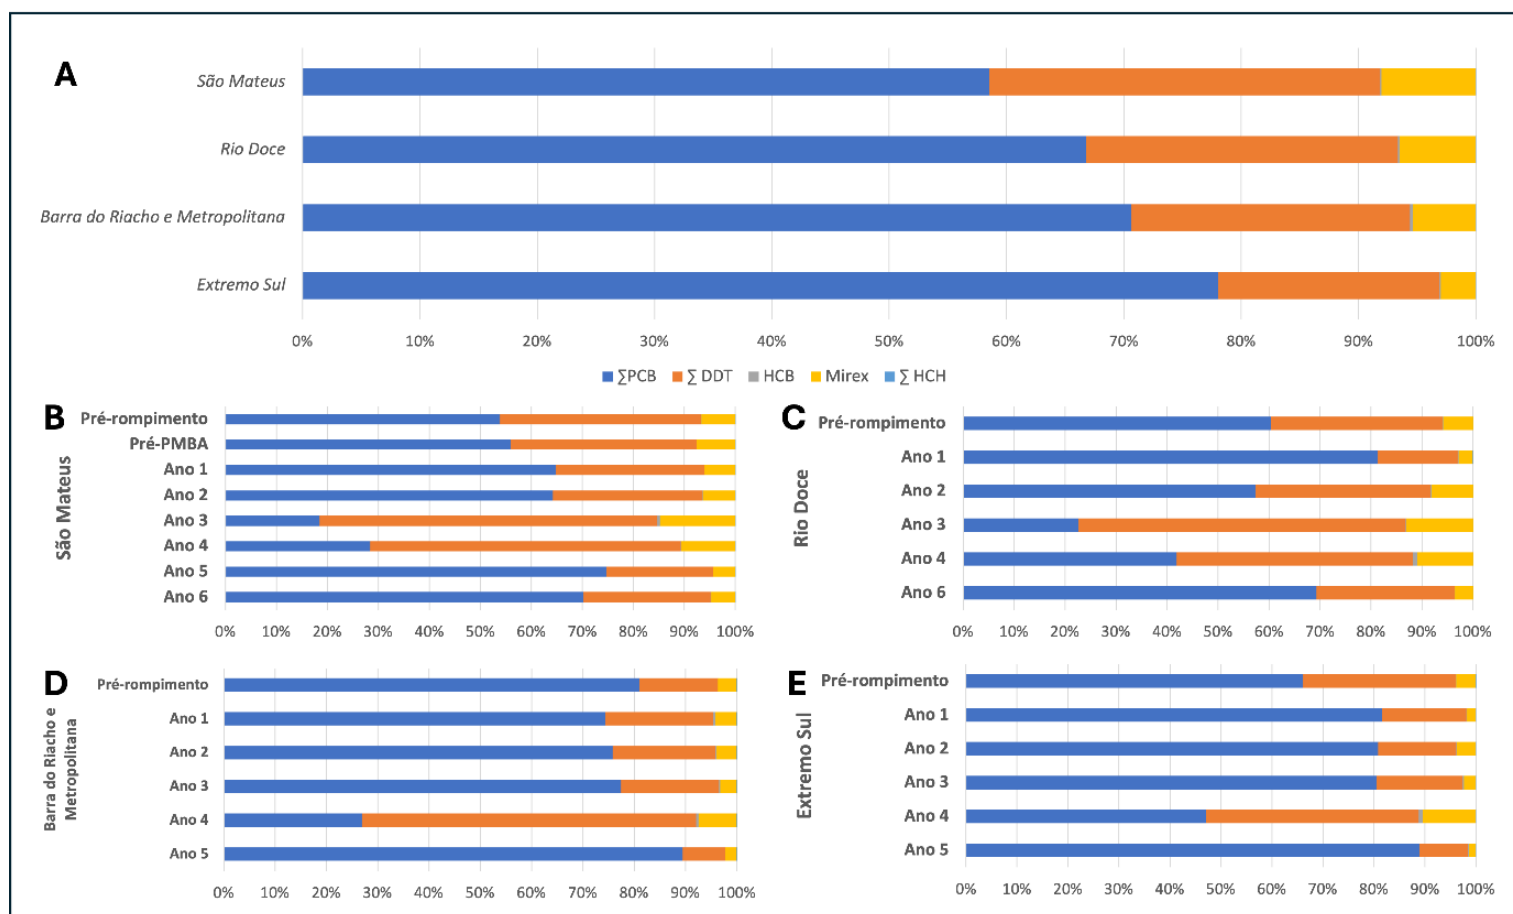 A
São Mateus
Rio Doce
Barra do Riacho e Metropolitana
Extremo Sul
0% 10% 20% 30% 40% 50% 60% 70% 80% 90% 100%
∑PCB ∑ DDT HCB Mirex ∑ HCH
B
São Mateus
Pré-rompimento
Pré-PMBA
Ano 1
Ano 2
Ano 3
Ano 4
Ano 5
Ano 6
0% 10% 20% 30% 40% 50% 60% 70% 80% 90% 100%
C
Rio Doce
Pré-rompimento
Ano 1
Ano 2
Ano 3
Ano 4
Ano 6
0% 10% 20% 30% 40% 50% 60% 70% 80% 90% 100%
D
Barra do Riacho e
Metropolitana
Pré-rompimento
Ano 1
Ano 2
Ano 3
Ano 4
Ano 5
0% 10% 20% 30% 40% 50% 60% 70% 80% 90% 100%
E
Extremo Sul
Pré-rompimento
Ano 1
Ano 2
Ano 3
Ano 4
Ano 5
0% 10% 20% 30% 40% 50% 60% 70% 80% 90% 100%